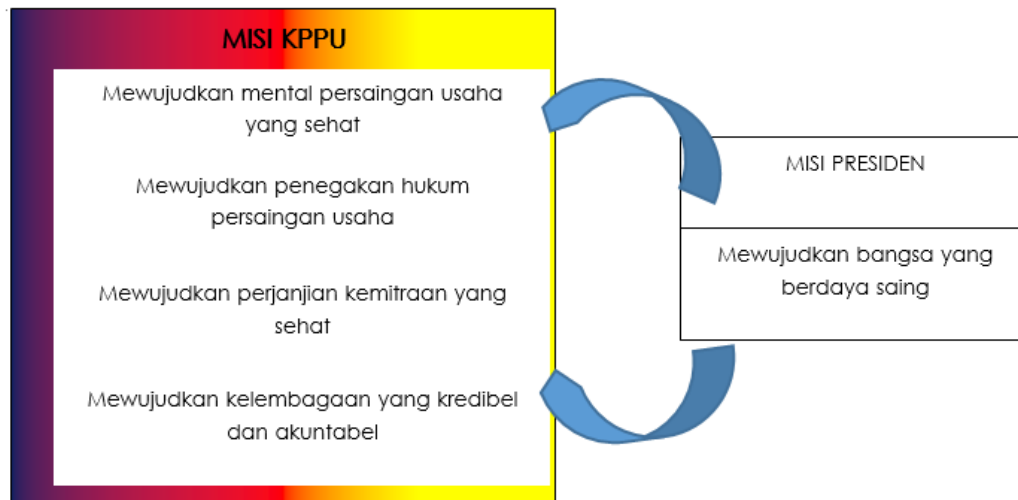 MISI KPPU
Mewujudkan mental persaingan usaha
yang sehat
Mewujudkan penegakan hukum
persaingan usaha
Mewujudkan perjanjian kemitraan yang
sehat
Mewujudkan kelembagaan yang kredibel
dan akuntabel
MISI PRESIDEN
Mewujudkan bangsa yang
berdaya saing